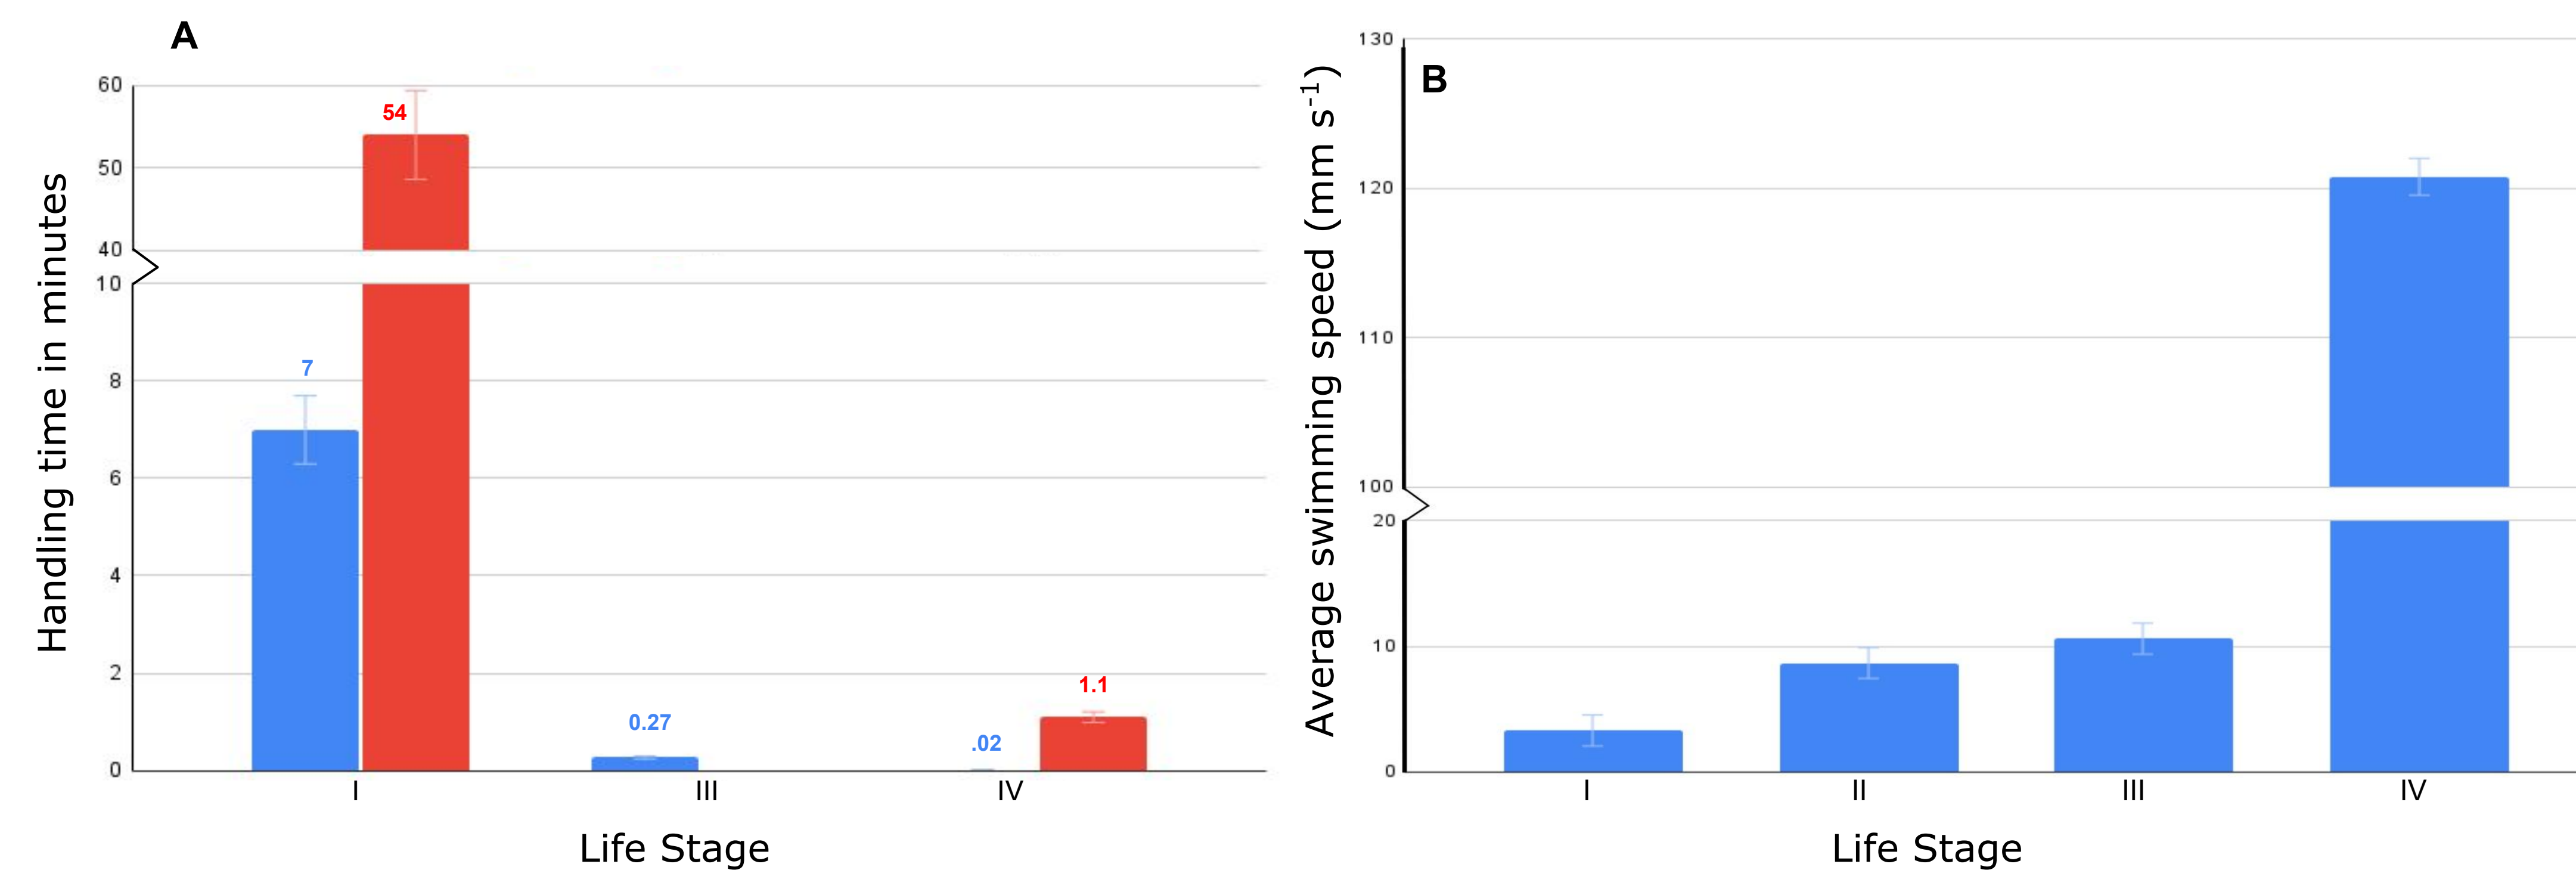 A
Handling time in minutes
60
50
40
10
8
6
4
2
0
54
7
0.27
.02
1.1
I
III
IV
Life Stage
B
Average swimming speed (mm s⁻¹)
130
120
110
100
20
10
0
I
II
III
IV
Life Stage